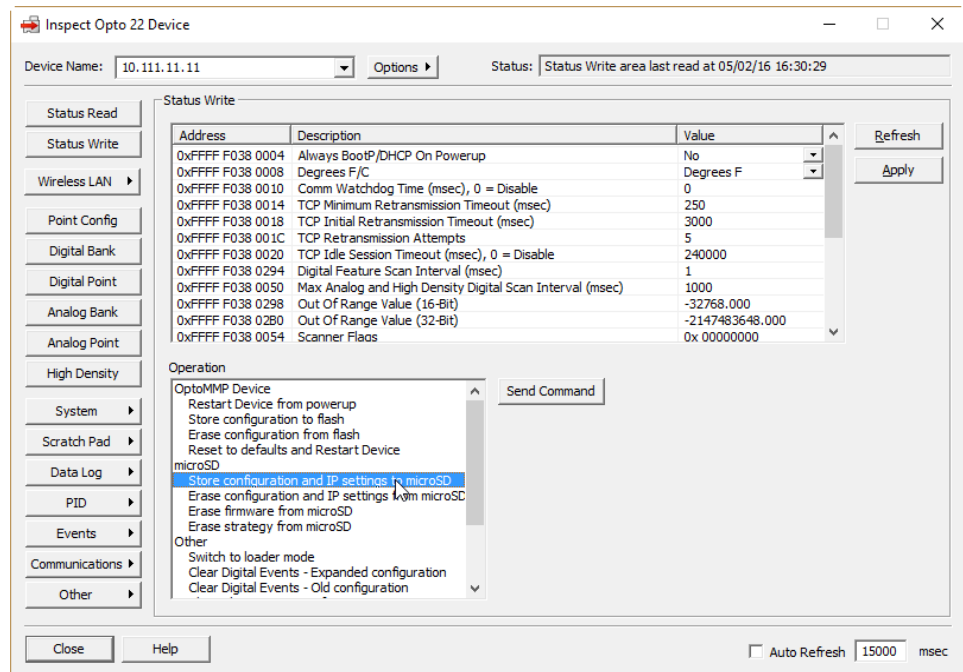 Inspect Opto 22 Device
Device Name: 10.111.11.11 Options Status: Status Write area last read at 05/02/16 16:30:29
Status Read
Status Write
Wireless LAN
Point Config
Digital Bank
Digital Point
Analog Bank
Analog Point
High Density
System
Scratch Pad
Data Log
PID
Events
Communications
Other
Status Write
Address Description Value
0xFFFF F038 0004 Always BootP/DHCP On Powerup No
0xFFFF F038 0008 Degrees F/C Degrees F
0xFFFF F038 0010 Comm Watchdog Time (msec), 0 = Disable 0
0xFFFF F038 0014 TCP Minimum Retransmission Timeout (msec) 250
0xFFFF F038 0018 TCP Initial Retransmission Timeout (msec) 3000
0xFFFF F038 001C TCP Retransmission Attempts 5
0xFFFF F038 0020 TCP Idle Session Timeout (msec), 0 = Disable 240000
0xFFFF F038 0294 Digital Feature Scan Interval (msec) 1
0xFFFF F038 0050 Max Analog and High Density Digital Scan Interval (msec) 1000
0xFFFF F038 0298 Out Of Range Value (16-Bit) -32768.000
0xFFFF F038 02B0 Out Of Range Value (32-Bit) -2147483648.000
0xFFFF F038 0054 Scanner Flags 0x 00000000
Refresh
Apply
Operation
OptoMMP Device
Restart Device from powerup
Store configuration to flash
Erase configuration from flash
Reset to defaults and Restart Device
microSD
Store configuration and IP settings to microSD
Erase configuration and IP settings from microSD
Erase firmware from microSD
Erase strategy from microSD
Other
Switch to loader mode
Clear Digital Events - Expanded configuration
Clear Digital Events - Old configuration
Send Command
Close Help Auto Refresh 15000 msec